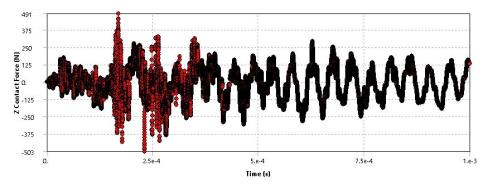 491
375
250
125
0.
-125
-250
-375
-503
Z Contact Force (N)
0.
2.5e-4
5.e-4
7.5e-4
1.e-3
Time (s)